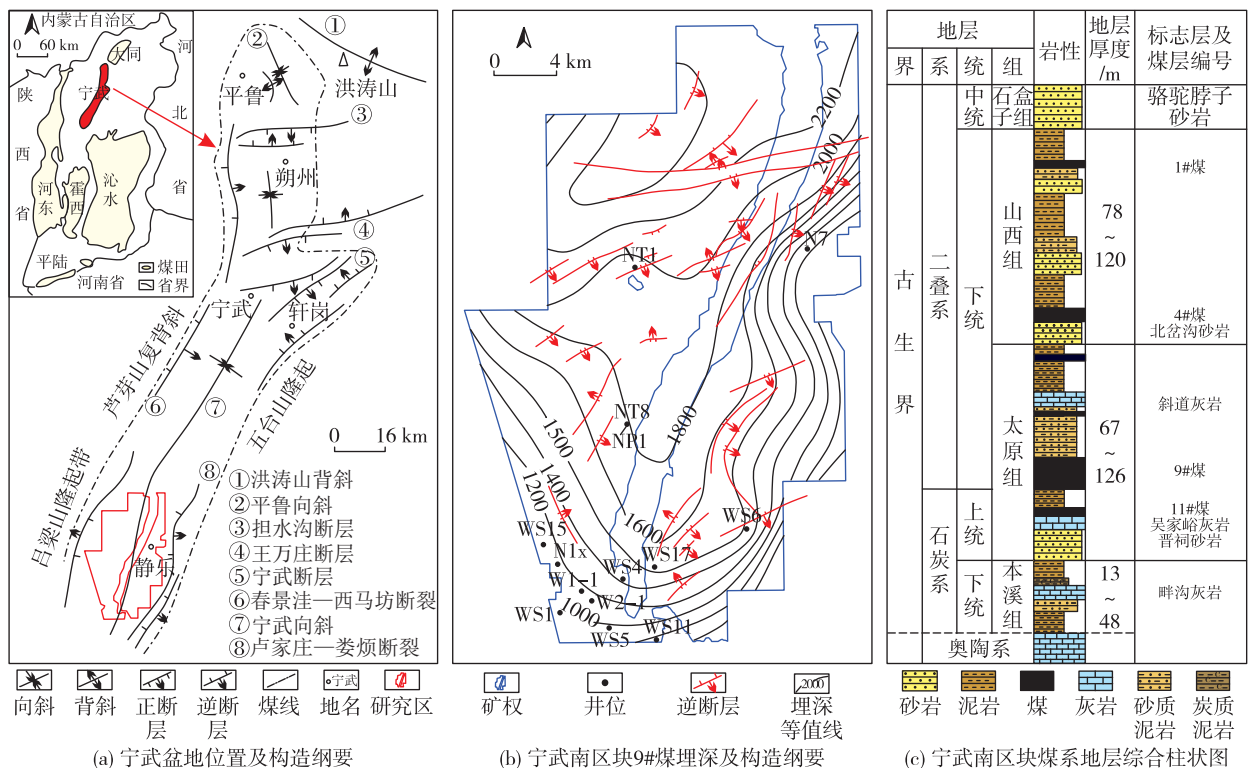 内蒙古自治区
0 60 km
大同
河
北
省
陕
西
省
宁武
河东
霍西
沁水
平陆
河南省
煤田
省界
①
②
平鲁
洪涛山
③
朔州
④
⑤
宁武
轩岗
芦芽山复背斜
⑥
⑦
五台山隆起
0 16 km
吕梁山隆起带
⑧
静乐
①洪涛山背斜
②平鲁向斜
③担水沟断层
④王万庄断层
⑤宁武断层
⑥春景洼—西马坊断裂
⑦宁武向斜
⑧卢家庄—娄烦断裂
向斜
背斜
正断层
逆断层
煤线
宁武
地名
研究区
(a) 宁武盆地位置及构造纲要
0 4 km
2200
2000
N7
NT1
NT8
NP1
1800
1500
1400
1200
1600
1000
WS15
N1x
W1-1
WS4
WS17
WS6
WS1
W2-1
WS5
WS11
矿权
井位
逆断层
2000
埋深
等值线
(b) 宁武南区块9#煤埋深及构造纲要
地层
岩性
地层厚度/m
标志层及煤层编号
界 系 统 组
古生界
二叠系
中统
石盒子组
骆驼脖子砂岩
下统
山西组
78
~
120
1#煤
4#煤
北岔沟砂岩
太原组
67
~
126
斜道灰岩
9#煤
石炭系
上统
11#煤
吴家峪灰岩
晋祠砂岩
下统
本溪组
13
~
48
畔沟灰岩
奥陶系
砂岩
泥岩
煤
灰岩
砂质泥岩
炭质泥岩
(c) 宁武南区块煤系地层综合柱状图